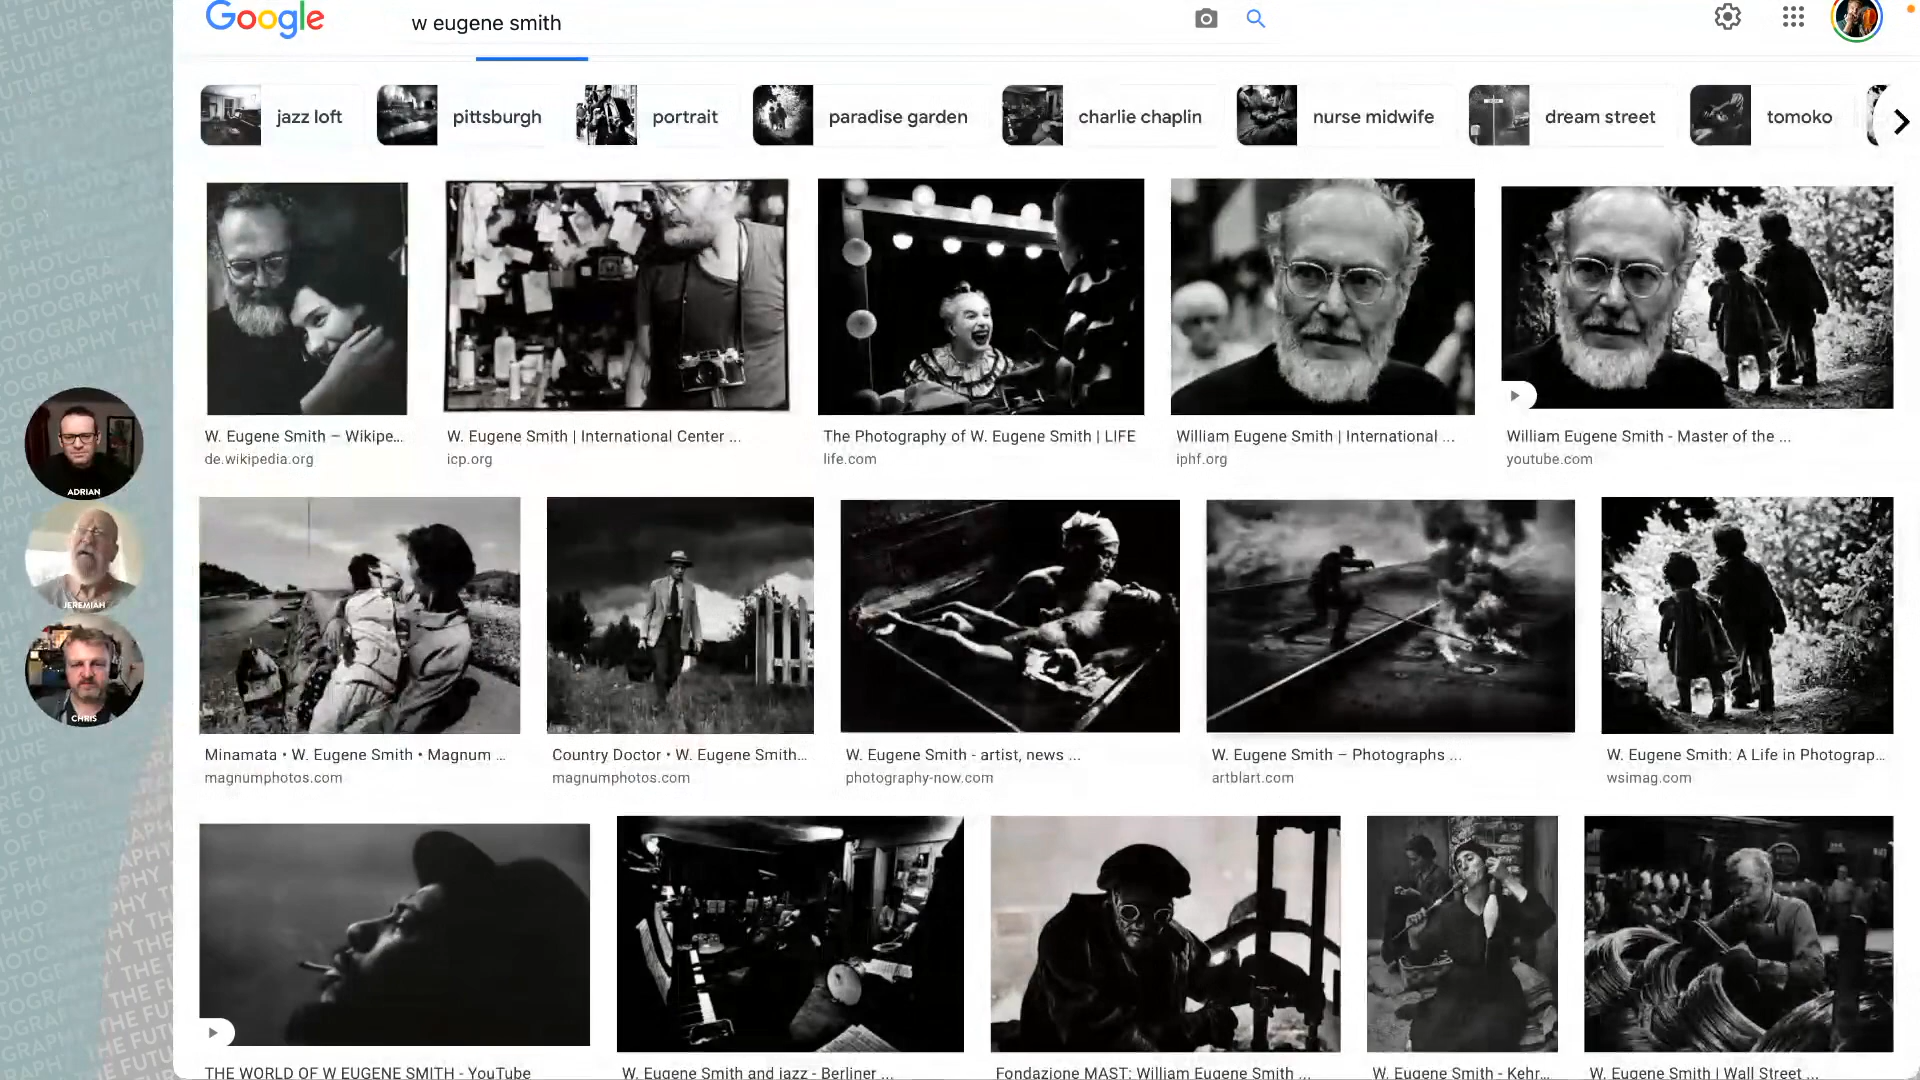 Google
w eugene smith
jazz loft
pittsburgh
portrait
paradise garden
charlie chaplin
nurse midwife
dream street
tomoko
W. Eugene Smith – Wikipe...
de.wikipedia.org
W. Eugene Smith | International Center ...
icp.org
The Photography of W. Eugene Smith | LIFE
life.com
William Eugene Smith | International ...
iphf.org
William Eugene Smith - Master of the ...
youtube.com
ADRIAN
JEREMIAH
CHRIS
Minamata • W. Eugene Smith • Magnum ...
magnumphotos.com
Country Doctor • W. Eugene Smith...
magnumphotos.com
W. Eugene Smith - artist, news ...
photography-now.com
W. Eugene Smith – Photographs ...
artblart.com
W. Eugene Smith: A Life in Photograp...
wsimag.com
THE WORLD OF W EUGENE SMITH - YouTube
W. Eugene Smith and jazz - Berliner ...
Fondazione MAST: William Eugene Smith ...
W. Eugene Smith - Kehr...
W. Eugene Smith | Wall Street ...